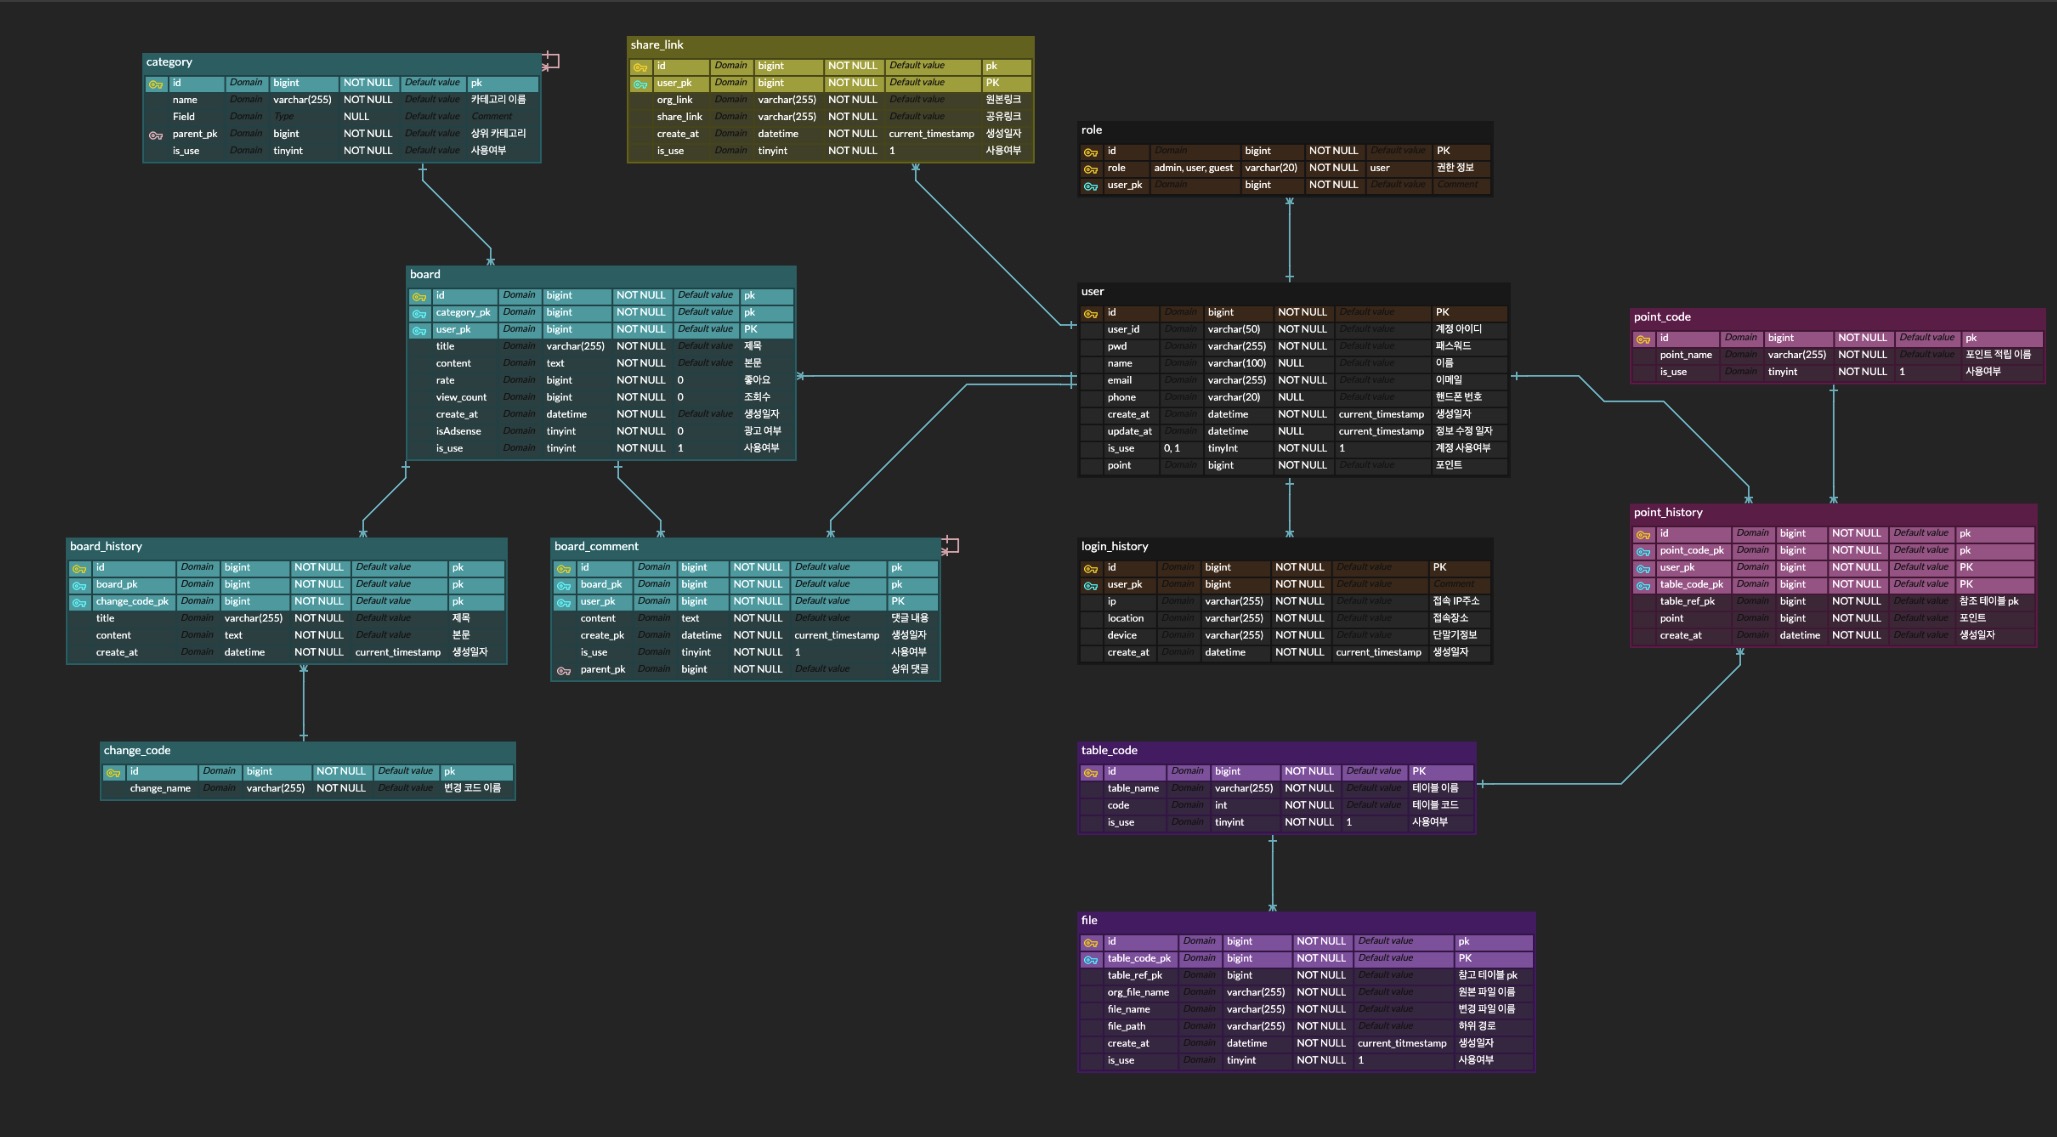 category
id Domain bigint NOT NULL Default value pk
name Domain varchar(255) NOT NULL Default value 카테고리 이름
Field Domain Type NULL Default value Comment
parent_pk Domain bigint NOT NULL Default value 상위 카테고리
is_use Domain tinyint NOT NULL Default value 사용여부
share_link
id Domain bigint NOT NULL Default value pk
user_pk Domain bigint NOT NULL Default value PK
org_link Domain varchar(255) NOT NULL Default value 원본링크
share_link Domain varchar(255) NOT NULL Default value 공유링크
create_at Domain datetime NOT NULL current_timestamp 생성일자
is_use Domain tinyint NOT NULL 1 사용여부
role
id Domain bigint NOT NULL Default value PK
role admin, user, guest varchar(20) NOT NULL user 권한 정보
user_pk Domain bigint NOT NULL Default value Comment
board
id Domain bigint NOT NULL Default value pk
category_pk Domain bigint NOT NULL Default value pk
user_pk Domain bigint NOT NULL Default value PK
title Domain varchar(255) NOT NULL Default value 제목
content Domain text NOT NULL Default value 본문
rate Domain bigint NOT NULL 0 좋아요
view_count Domain bigint NOT NULL 0 조회수
create_at Domain datetime NOT NULL Default value 생성일자
isAdsense Domain tinyint NOT NULL 0 광고 여부
is_use Domain tinyint NOT NULL 1 사용여부
user
id Domain bigint NOT NULL Default value PK
user_id Domain varchar(50) NOT NULL Default value 계정 아이디
pwd Domain varchar(255) NOT NULL Default value 패스워드
name Domain varchar(100) NULL Default value 이름
email Domain varchar(255) NOT NULL Default value 이메일
phone Domain varchar(20) NULL Default value 핸드폰 번호
create_at Domain datetime NOT NULL current_timestamp 생성일자
update_at Domain datetime NULL current_timestamp 정보 수정 일자
is_use 0, 1 tinyInt NOT NULL 1 계정 사용여부
point Domain bigint NOT NULL Default value 포인트
point_code
id Domain bigint NOT NULL Default value pk
point_name Domain varchar(255) NOT NULL Default value 포인트 적립 이름
is_use Domain tinyint NOT NULL 1 사용여부
board_history
id Domain bigint NOT NULL Default value pk
board_pk Domain bigint NOT NULL Default value pk
change_code_pk Domain bigint NOT NULL Default value pk
title Domain varchar(255) NOT NULL Default value 제목
content Domain text NOT NULL Default value 본문
create_at Domain datetime NOT NULL current_timestamp 생성일자
board_comment
id Domain bigint NOT NULL Default value pk
board_pk Domain bigint NOT NULL Default value pk
user_pk Domain bigint NOT NULL Default value PK
content Domain text NOT NULL Default value 댓글 내용
create_pk Domain datetime NOT NULL current_timestamp 생성일자
is_use Domain tinyint NOT NULL 1 사용여부
parent_pk Domain bigint NOT NULL Default value 상위 댓글
login_history
id Domain bigint NOT NULL Default value PK
user_pk Domain bigint NOT NULL Default value Comment
ip Domain varchar(255) NOT NULL Default value 접속 IP주소
location Domain varchar(255) NOT NULL Default value 접속장소
device Domain varchar(255) NOT NULL Default value 단말기정보
create_at Domain datetime NOT NULL current_timestamp 생성일자
point_history
id Domain bigint NOT NULL Default value pk
point_code_pk Domain bigint NOT NULL Default value pk
user_pk Domain bigint NOT NULL Default value PK
table_code_pk Domain bigint NOT NULL Default value PK
table_ref_pk Domain bigint NOT NULL Default value 참조 테이블 pk
point Domain bigint NOT NULL Default value 포인트
create_at Domain datetime NOT NULL Default value 생성일자
change_code
id Domain bigint NOT NULL Default value pk
change_name Domain varchar(255) NOT NULL Default value 변경 코드 이름
table_code
id Domain bigint NOT NULL Default value PK
table_name Domain varchar(255) NOT NULL Default value 테이블 이름
code Domain int NOT NULL Default value 테이블 코드
is_use Domain tinyint NOT NULL 1 사용여부
file
id Domain bigint NOT NULL Default value pk
table_code_pk Domain bigint NOT NULL Default value PK
table_ref_pk Domain bigint NOT NULL Default value 참고 테이블 pk
org_file_name Domain varchar(255) NOT NULL Default value 원본 파일 이름
file_name Domain varchar(255) NOT NULL Default value 변경 파일 이름
file_path Domain varchar(255) NOT NULL Default value 하위 경로
create_at Domain datetime NOT NULL current_titmestamp 생성일자
is_use Domain tinyint NOT NULL 1 사용여부